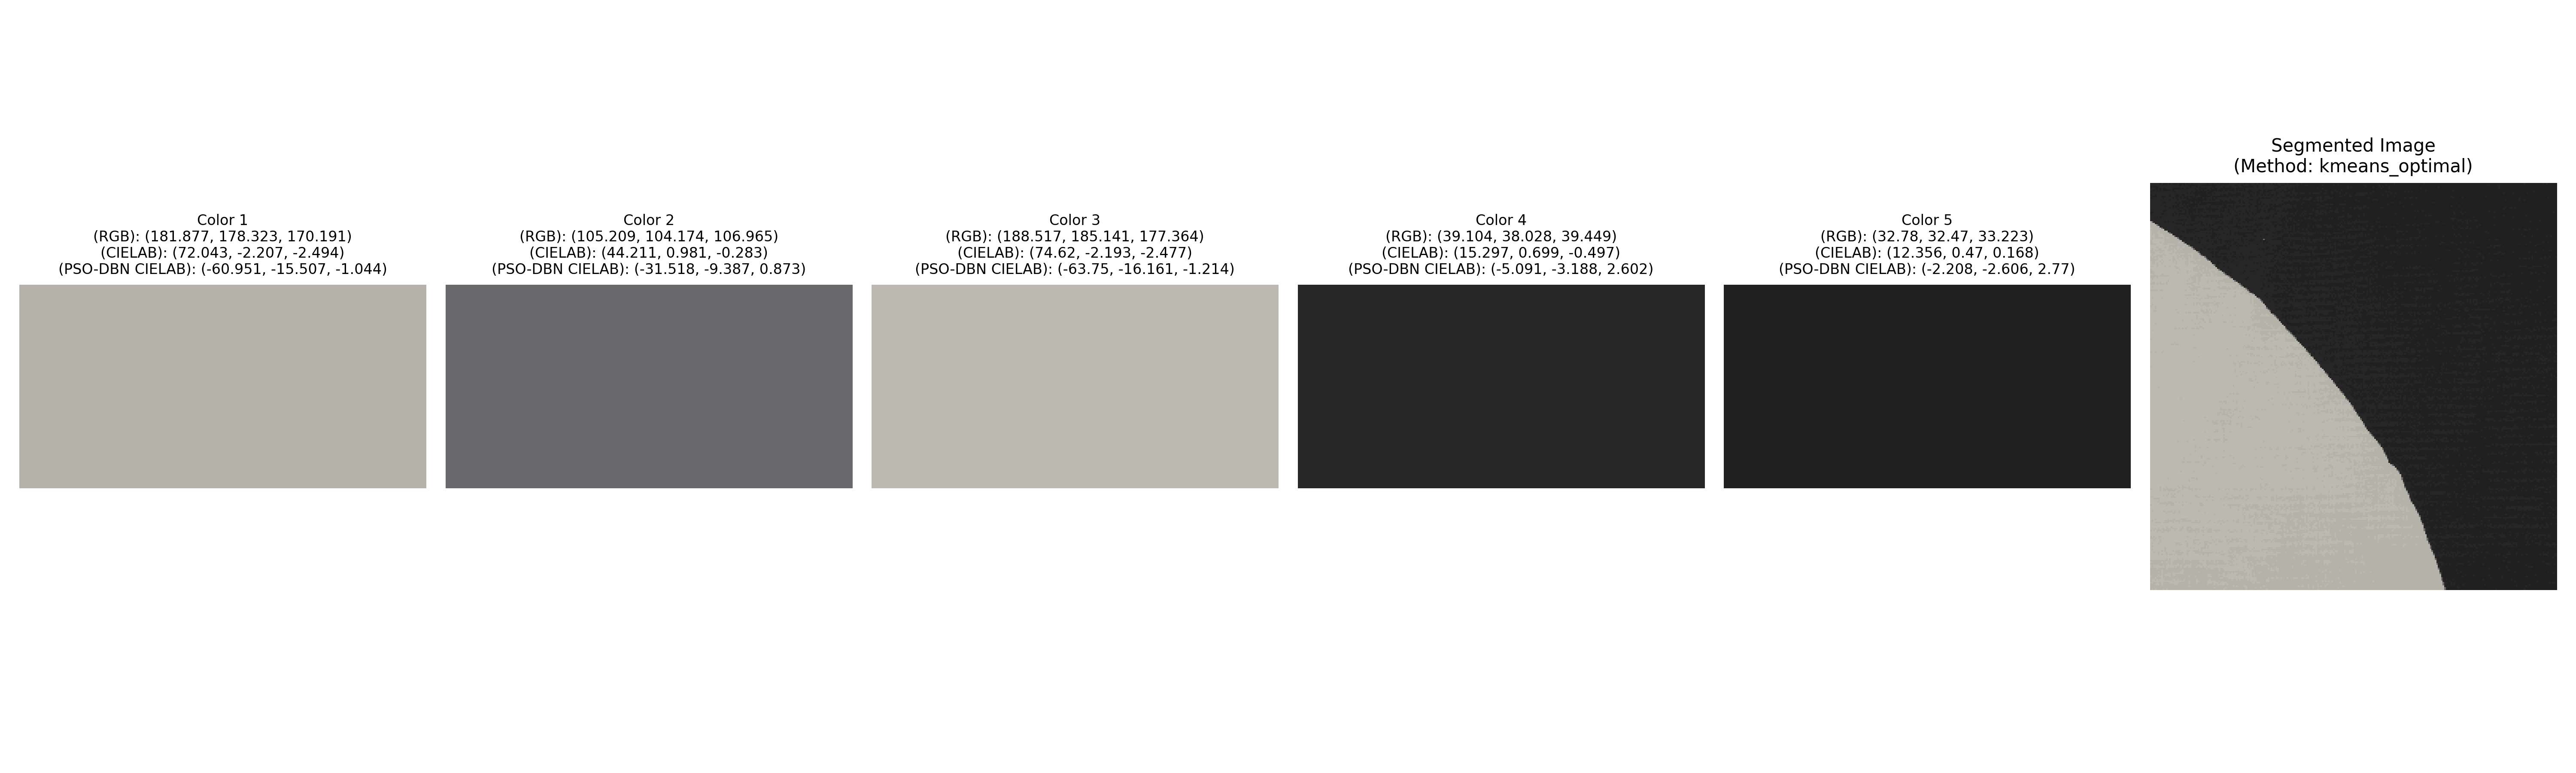 Segmented Image
(Method: kmeans_optimal)
Color 1
(RGB): (181.877, 178.323, 170.191)
(CIELAB): (72.043, -2.207, -2.494)
(PSO-DBN CIELAB): (-60.951, -15.507, -1.044)
Color 2
(RGB): (105.209, 104.174, 106.965)
(CIELAB): (44.211, 0.981, -0.283)
(PSO-DBN CIELAB): (-31.518, -9.387, 0.873)
Color 3
(RGB): (188.517, 185.141, 177.364)
(CIELAB): (74.62, -2.193, -2.477)
(PSO-DBN CIELAB): (-63.75, -16.161, -1.214)
Color 4
(RGB): (39.104, 38.028, 39.449)
(CIELAB): (15.297, 0.699, -0.497)
(PSO-DBN CIELAB): (-5.091, -3.188, 2.602)
Color 5
(RGB): (32.78, 32.47, 33.223)
(CIELAB): (12.356, 0.47, 0.168)
(PSO-DBN CIELAB): (-2.208, -2.606, 2.77)